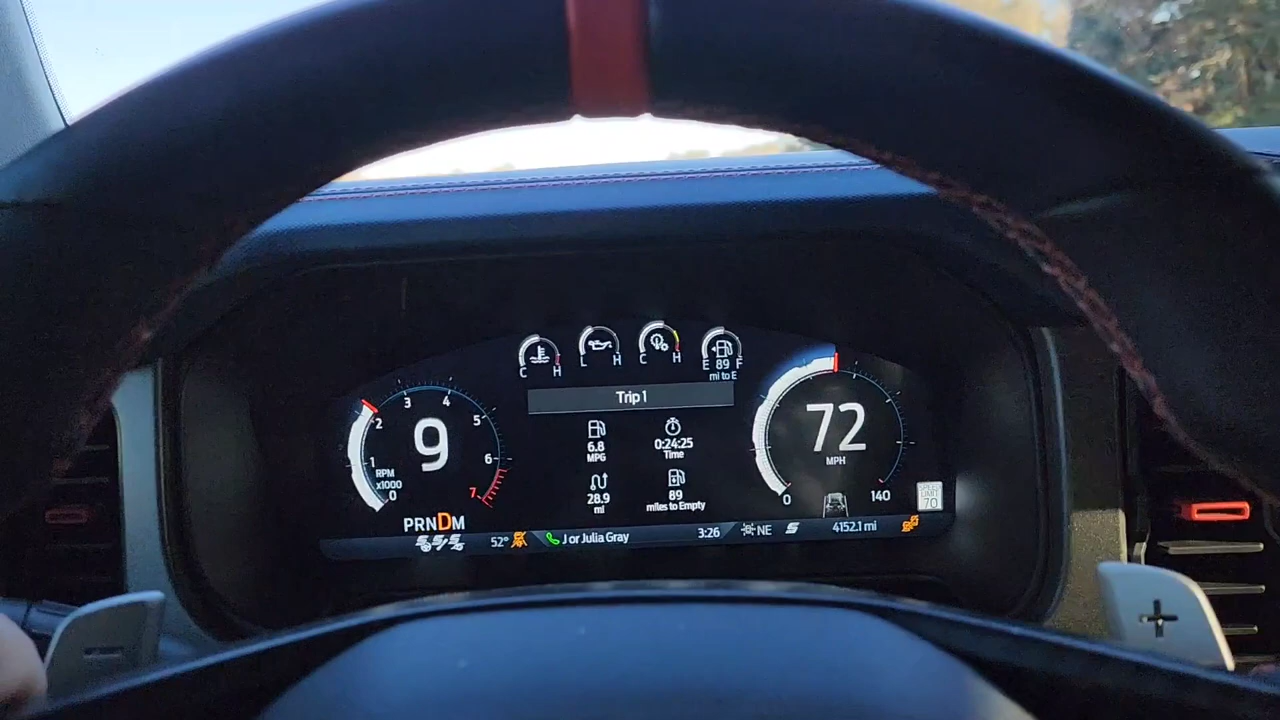 C H
L H
C H
E 89 F
mi to E
Trip 1
6.8
MPG
0:24:25
Time
28.9
mi
89
miles to Empty
0 1 2 3 4 5 6 7
RPM
x1000
9
72
MPH
0 140
SPEED
LIMIT
70
PRNDM
52°
J or Julia Gray
3:26
NE
4152.1 mi
- +